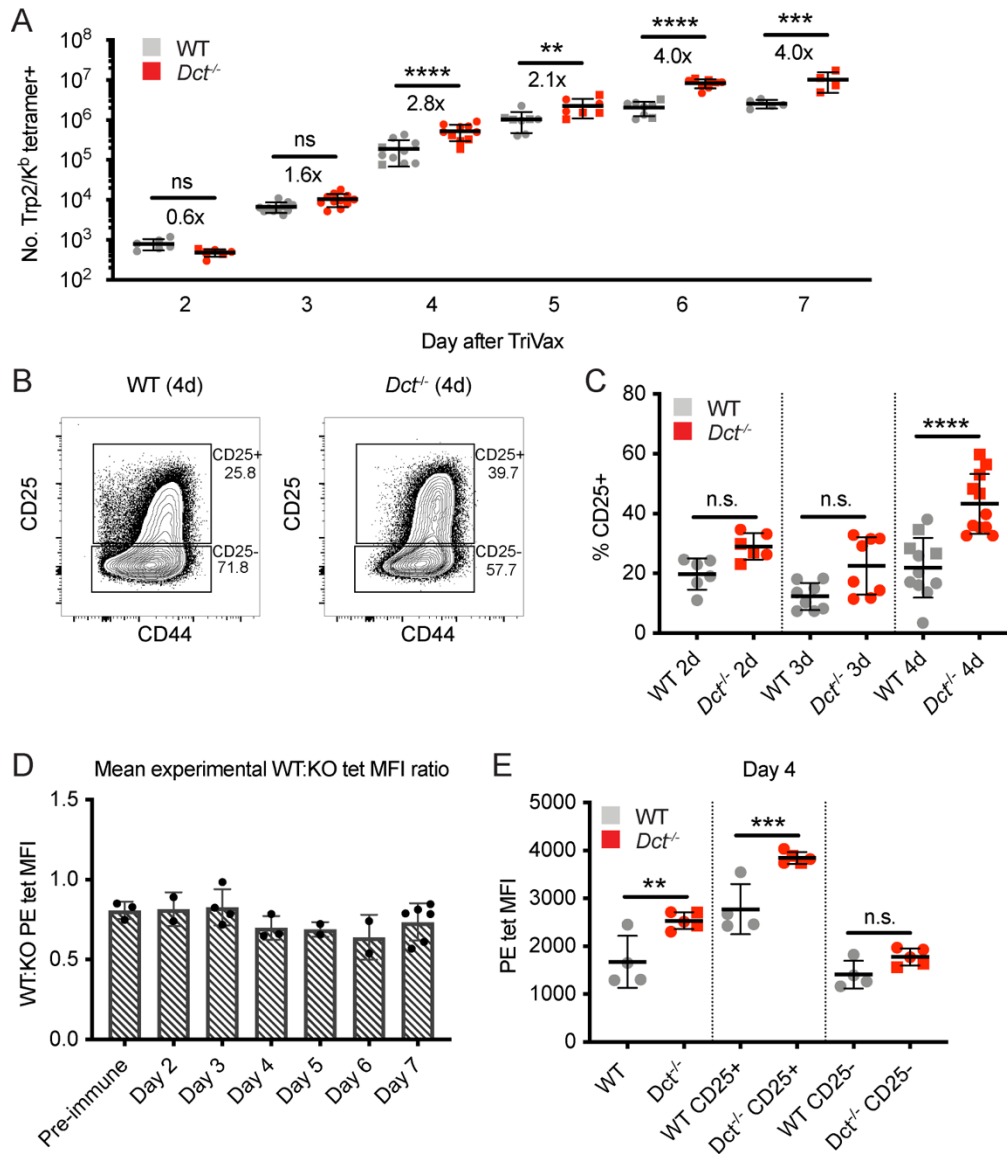 A
10⁸
10⁷
10⁶
10⁵
10⁴
10³
10²
No. Trp2/Kᵇ tetramer+
WT
Dct⁻/⁻
ns
0.6x
ns
1.6x
****
2.8x
**
2.1x
****
4.0x
***
4.0x
2 3 4 5 6 7
Day after TriVax
B
WT (4d)
Dct⁻/⁻ (4d)
CD25
CD25+
25.8
CD25-
71.8
CD44
CD25
CD25+
39.7
CD25-
57.7
CD44
C
80
60
40
20
0
% CD25+
WT
Dct⁻/⁻
n.s.
n.s.
****
WT 2d
Dct⁻/⁻ 2d
WT 3d
Dct⁻/⁻ 3d
WT 4d
Dct⁻/⁻ 4d
D
Mean experimental WT:KO tet MFI ratio
1.5
1.0
0.5
0.0
WT:KO PE tet MFI
Pre-immune
Day 2
Day 3
Day 4
Day 5
Day 6
Day 7
E
Day 4
5000
4000
3000
2000
1000
0
PE tet MFI
WT
Dct⁻/⁻
**
***
n.s.
WT
Dct⁻/⁻
WT CD25+
Dct⁻/⁻ CD25+
WT CD25-
Dct⁻/⁻ CD25-